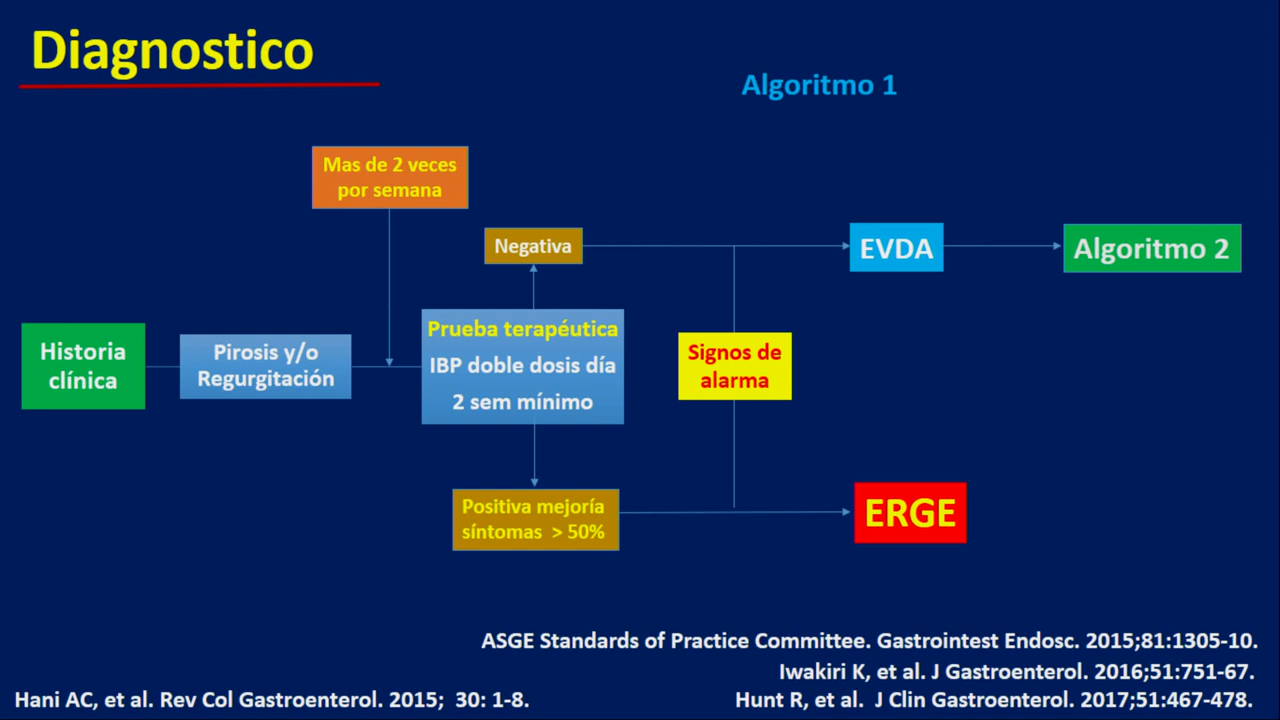 Diagnostico
Algoritmo 1
Mas de 2 veces
por semana
Negativa
EVDA
Algoritmo 2
Historia
clínica
Pirosis y/o
Regurgitación
Prueba terapéutica
IBP doble dosis día
2 sem mínimo
Signos de
alarma
Positiva mejoría
síntomas > 50%
ERGE
ASGE Standards of Practice Committee. Gastrointest Endosc. 2015;81:1305-10.
Iwakiri K, et al. J Gastroenterol. 2016;51:751-67.
Hani AC, et al. Rev Col Gastroenterol. 2015; 30: 1-8.
Hunt R, et al. J Clin Gastroenterol. 2017;51:467-478.